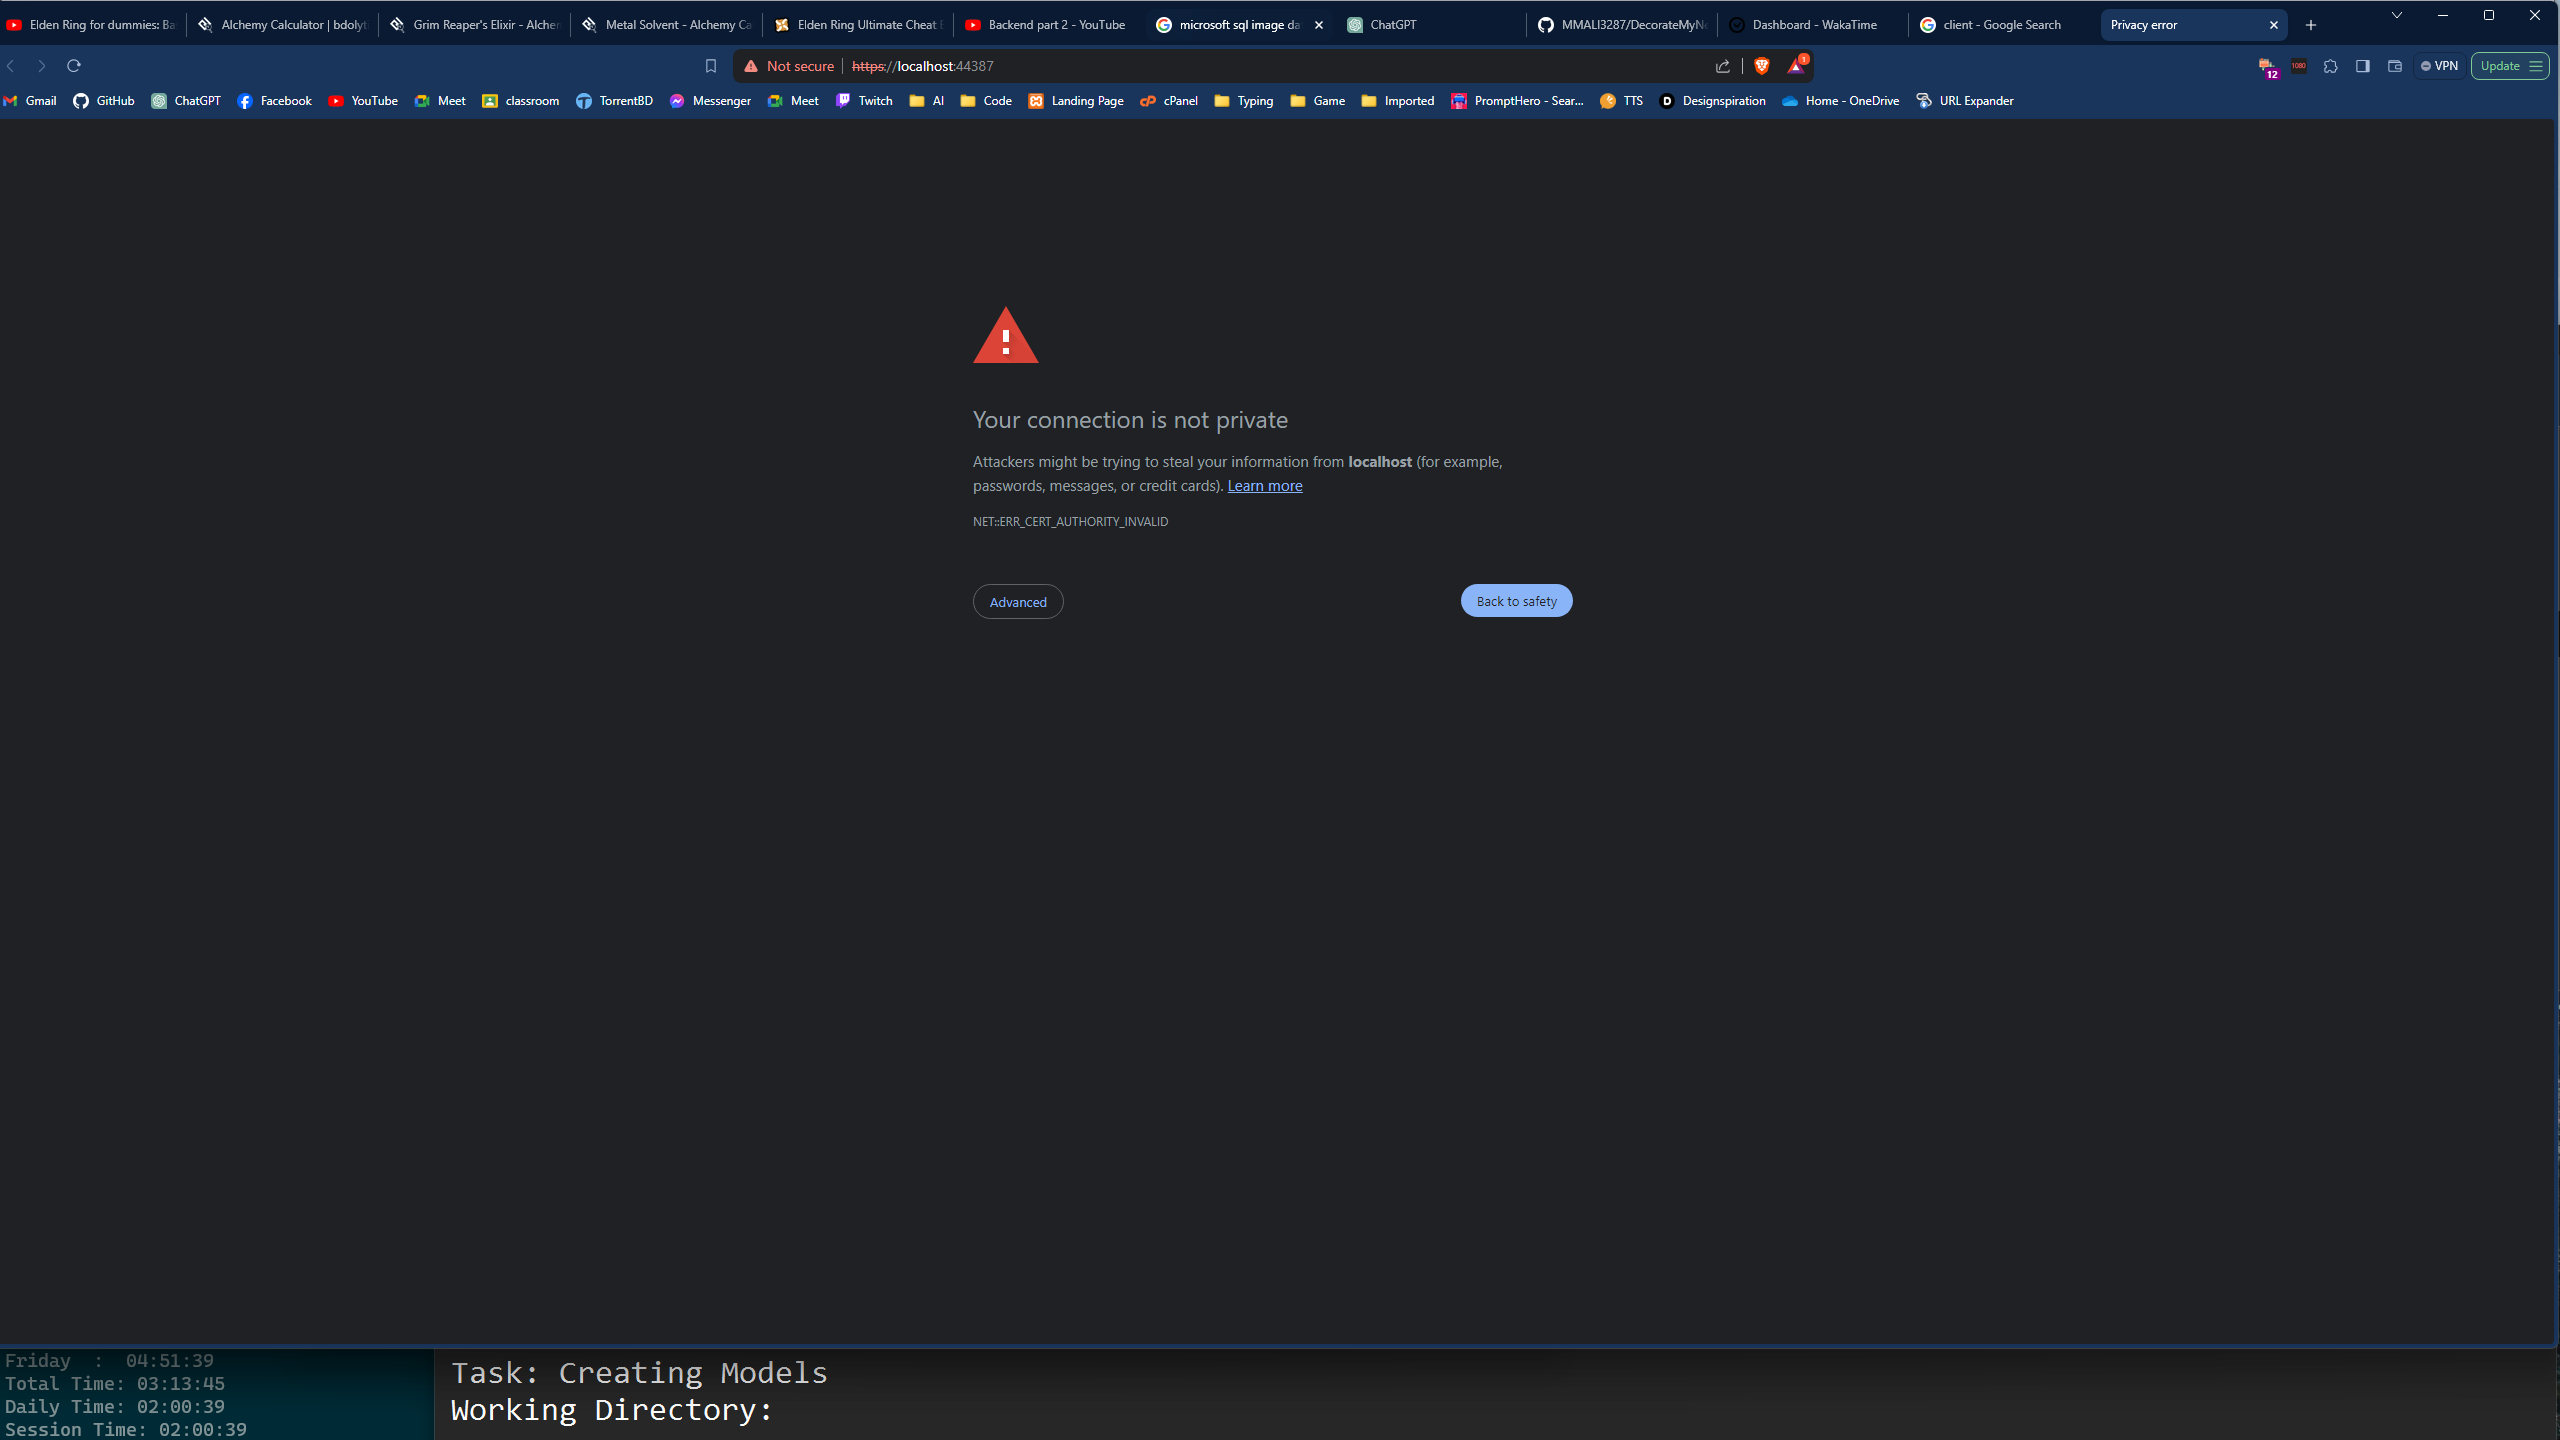 Elden Ring for dummies: Ba
Alchemy Calculator | bdolyt
Grim Reaper's Elixir - Alche
Metal Solvent - Alchemy Ca
Elden Ring Ultimate Cheat
Backend part 2 - YouTube
microsoft sql image da
ChatGPT
MMALI3287/DecorateMyN
Dashboard - WakaTime
client - Google Search
Privacy error
Not secure
https://localhost:44387
1
12
1080
VPN
Update
Gmail
GitHub
ChatGPT
Facebook
YouTube
Meet
classroom
TorrentBD
Messenger
Meet
Twitch
AI
Code
Landing Page
cPanel
Typing
Game
Imported
PromptHero - Sear...
TTS
Designspiration
Home - OneDrive
URL Expander
Your connection is not private
Attackers might be trying to steal your information from localhost (for example,
passwords, messages, or credit cards). Learn more
NET::ERR_CERT_AUTHORITY_INVALID
Advanced
Back to safety
Friday : 04:51:39
Total Time: 03:13:45
Daily Time: 02:00:39
Session Time: 02:00:39
Task: Creating Models
Working Directory: